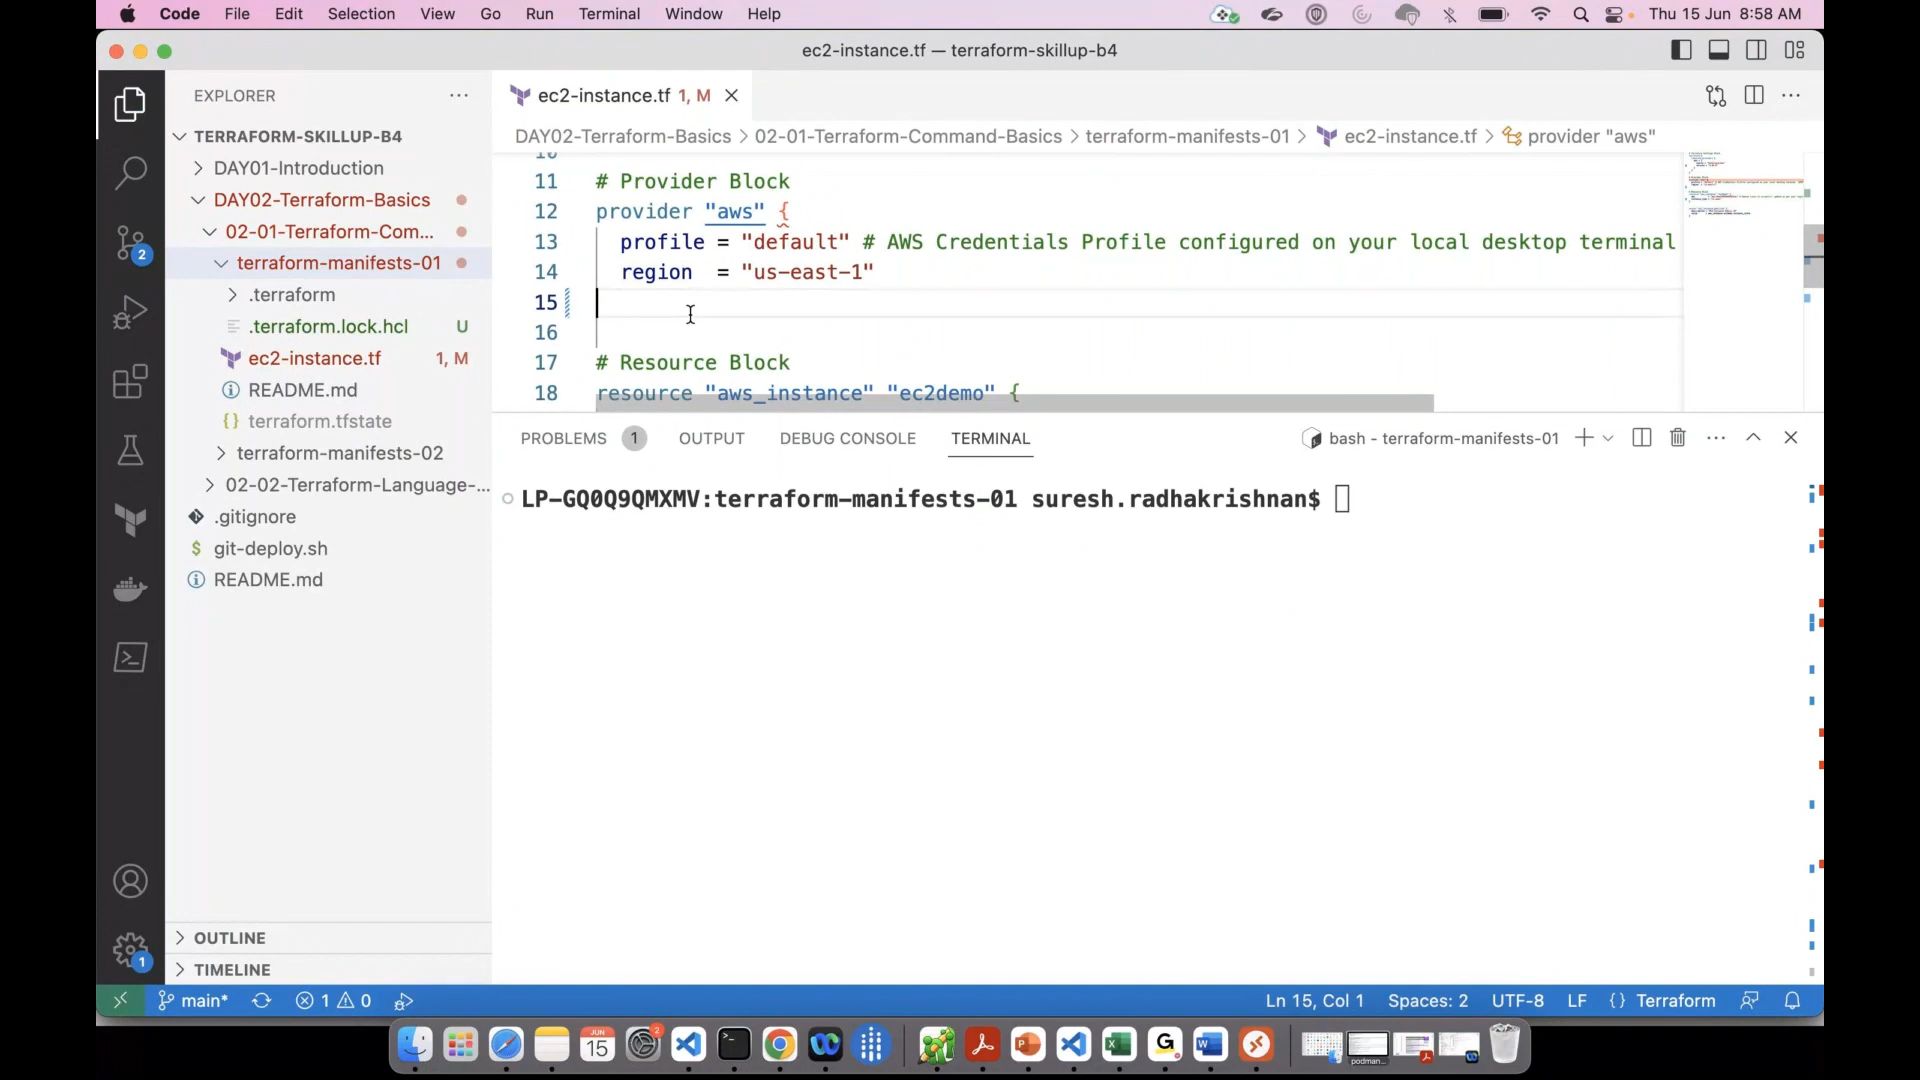 Code File Edit Selection View Go Run Terminal Window Help Thu 15 Jun 8:58 AM
ec2-instance.tf — terraform-skillup-b4
EXPLORER
ec2-instance.tf 1, M
TERRAFORM-SKILLUP-B4
DAY01-Introduction
DAY02-Terraform-Basics
02-01-Terraform-Com...
terraform-manifests-01
.terraform
.terraform.lock.hcl U
ec2-instance.tf 1, M
README.md
terraform.tfstate
terraform-manifests-02
02-02-Terraform-Language-...
.gitignore
$ git-deploy.sh
README.md
OUTLINE
TIMELINE
2
1
DAY02-Terraform-Basics > 02-01-Terraform-Command-Basics > terraform-manifests-01 > ec2-instance.tf > provider "aws"
10
11 # Provider Block
12 provider "aws" {
13 profile = "default" # AWS Credentials Profile configured on your local desktop terminal
14 region = "us-east-1"
15
16
17 # Resource Block
18 resource "aws_instance" "ec2demo" {
PROBLEMS 1 OUTPUT DEBUG CONSOLE TERMINAL bash - terraform-manifests-01
LP-GQ0Q9QMXMV:terraform-manifests-01 suresh.radhakrishnan$
main* 1 0 Ln 15, Col 1 Spaces: 2 UTF-8 LF {} Terraform
JUN
15
2
podman...